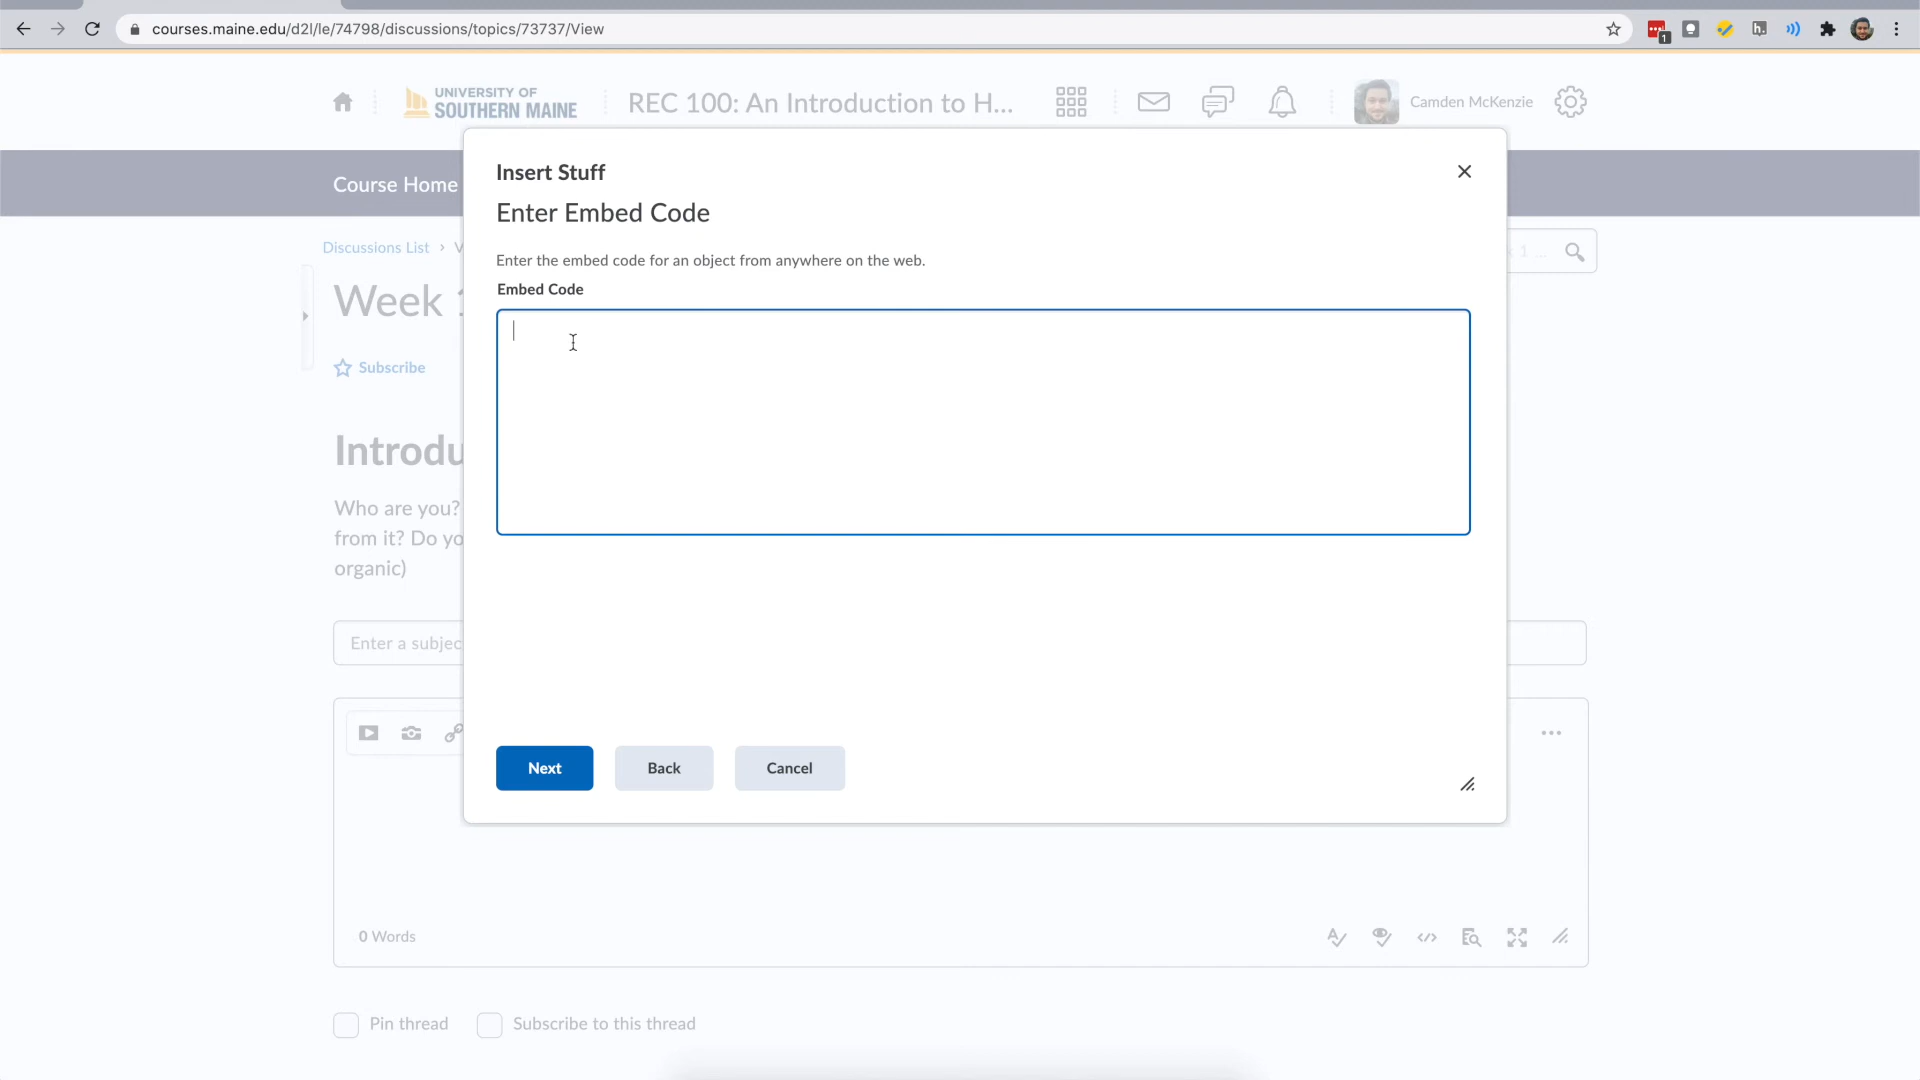 courses.maine.edu/d2l/le/74798/discussions/topics/73737/View
1
UNIVERSITY OF
SOUTHERN MAINE
REC 100: An Introduction to H...
Camden McKenzie
Course Home
Insert Stuff
Enter Embed Code
Enter the embed code for an object from anywhere on the web.
Embed Code
Discussions List › V
1 ...
Week 1
Subscribe
Introdu
Who are you?
from it? Do yo
organic)
Enter a subjec
Next
Back
Cancel
0 Words
Pin thread
Subscribe to this thread